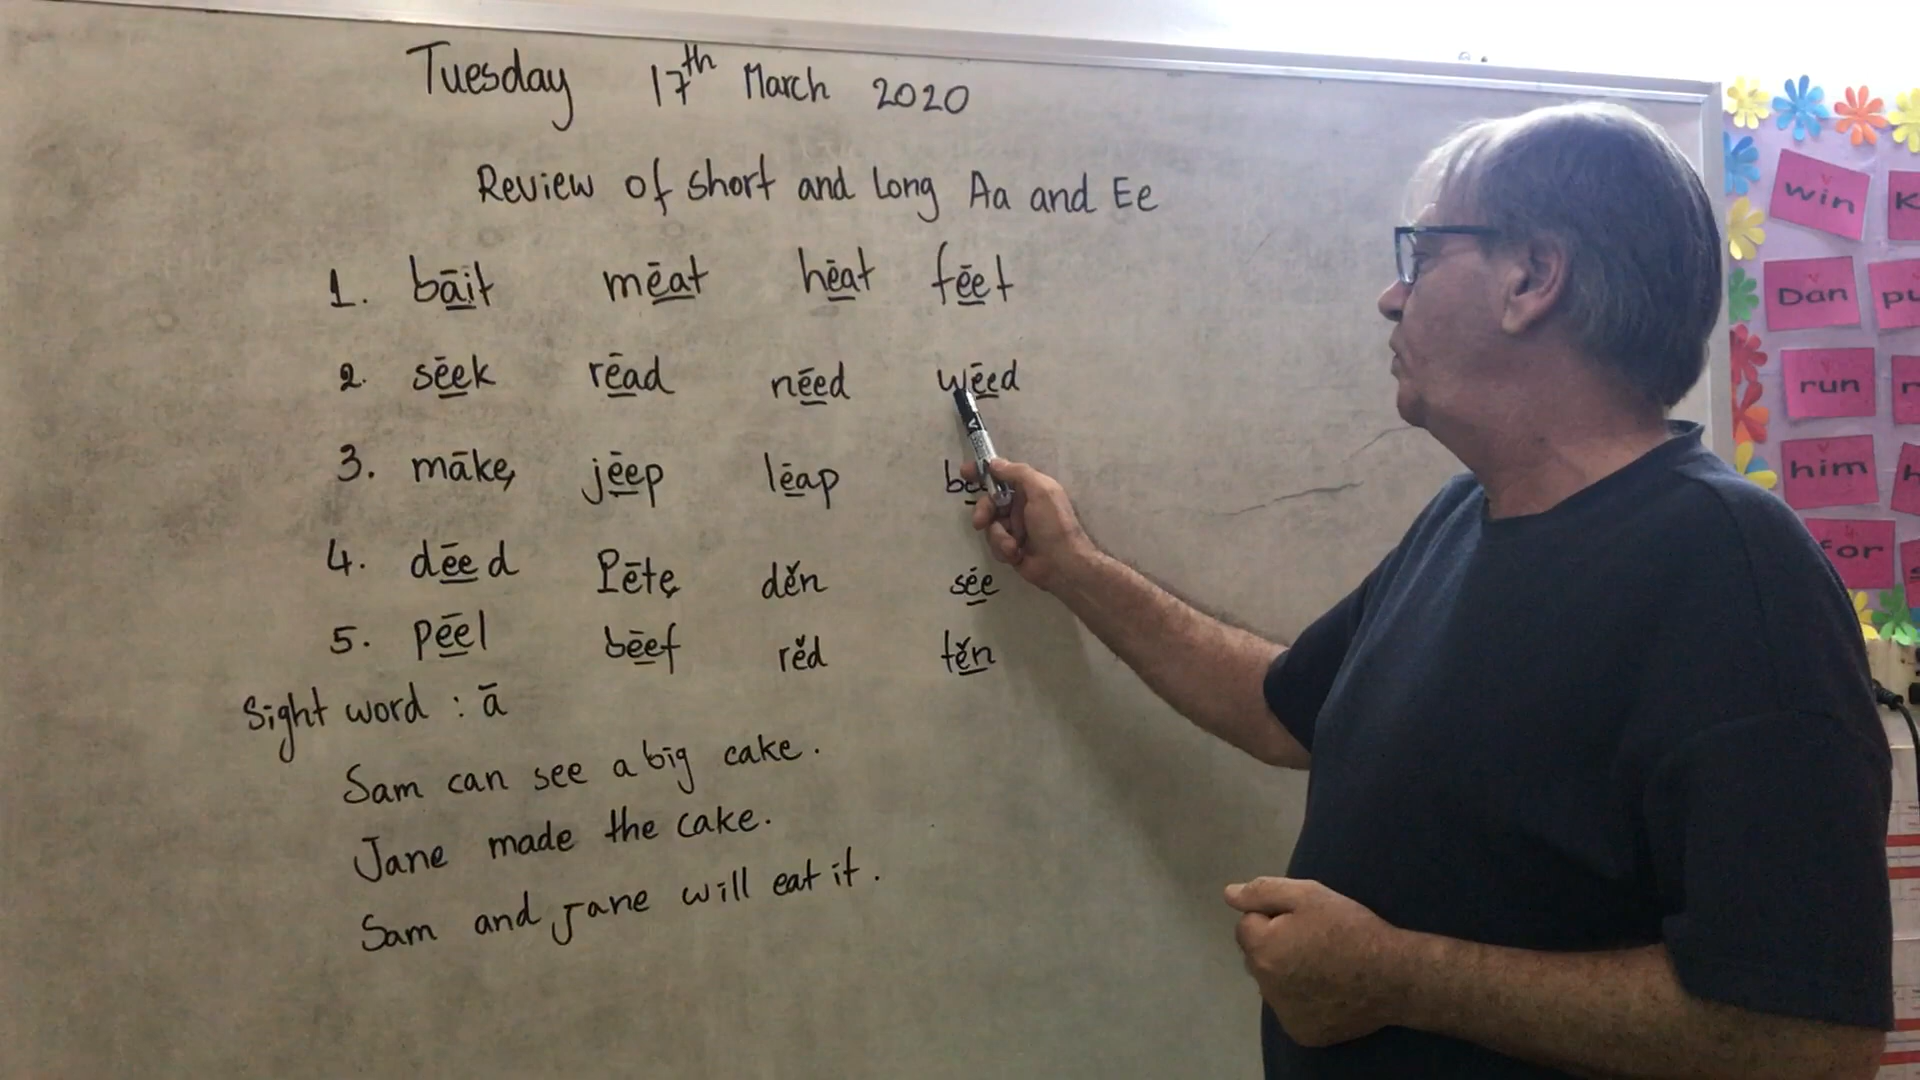 Tuesday 17th March 2020
Review of short and long Aa and Ee
1. bāit mēat hēat fēet
2. sēek rēad nēed wēed
3. māke jēep lēap
4. dēed Pēte dĕn sēe
5. pēel bēef rĕd tĕn
Sight word : ā
Sam can see a big cake.
Jane made the cake.
Sam and Jane will eat it.
win
Dan
run
him
for